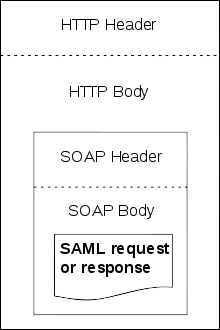 HTTP Header
HTTP Body
SOAP Header
SOAP Body
SAML request
or response